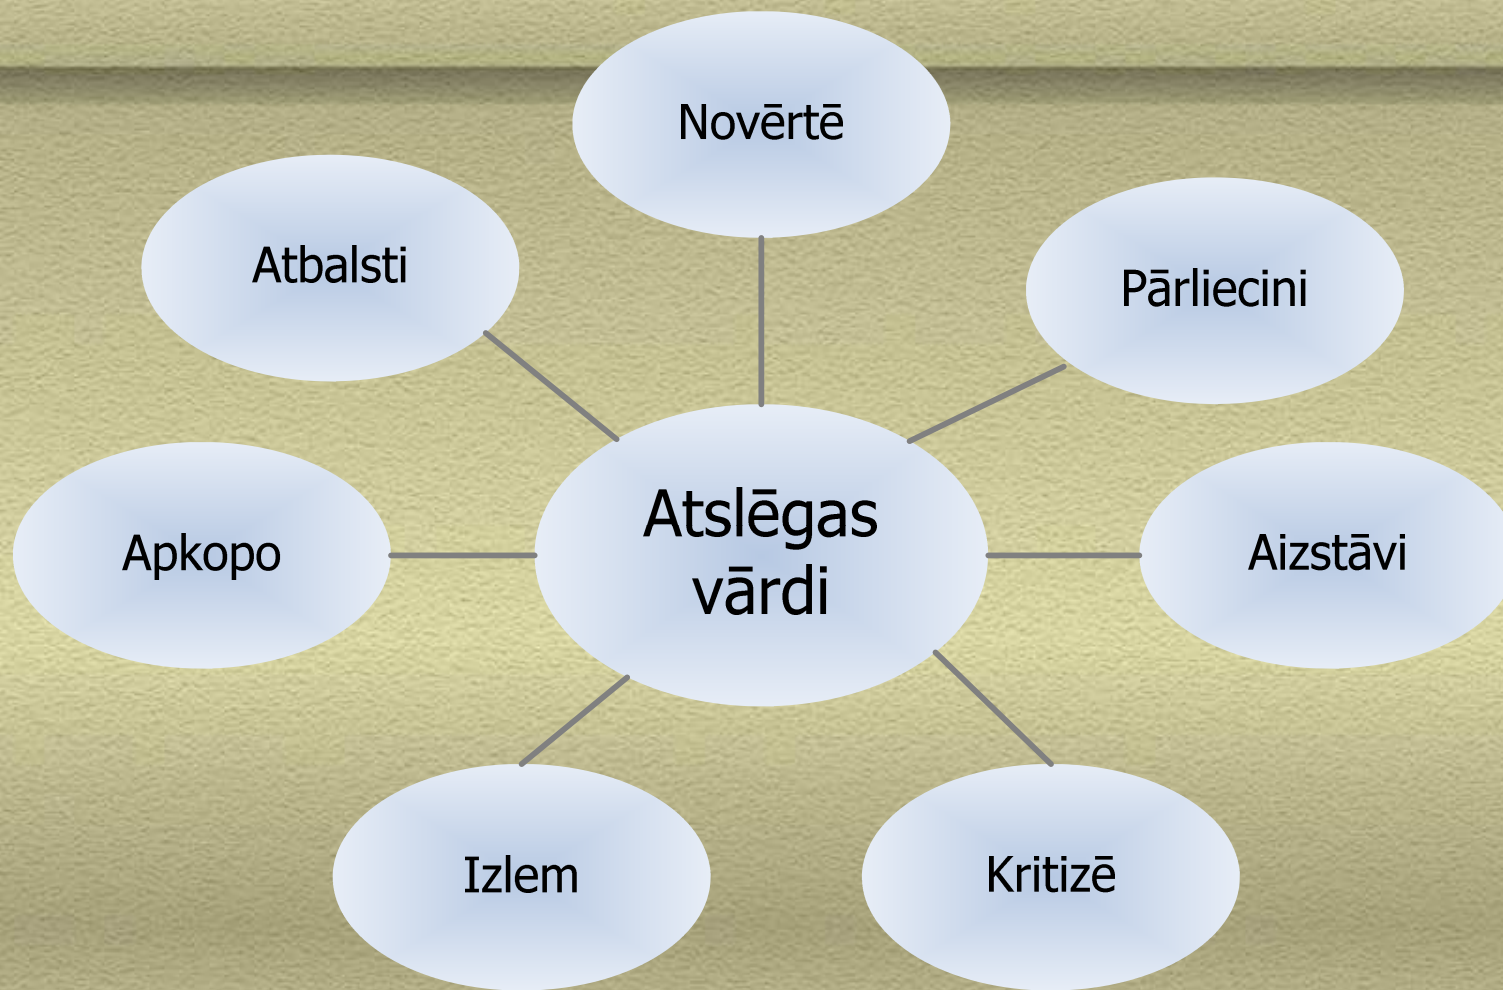 Novērtē
Atbalsti
Pārliecini
Atslēgas
vārdi
Apkopo
Aizstāvi
Izlem
Kritizē